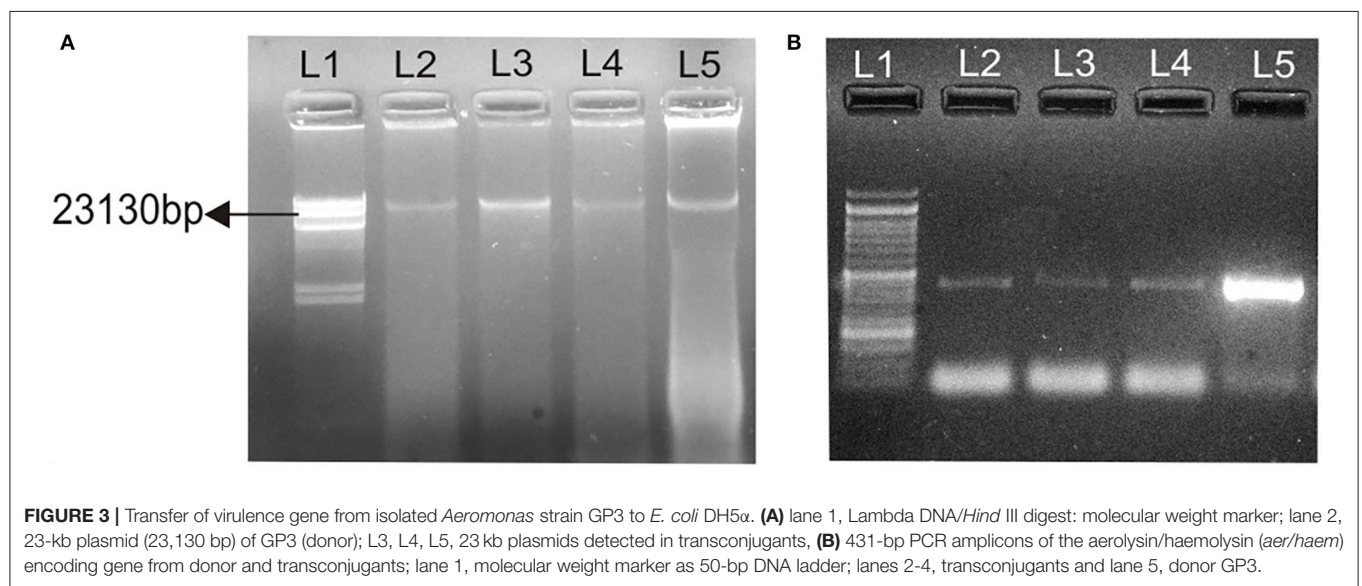 A
L1 L2 L3 L4 L5
23130bp
B
L1 L2 L3 L4 L5
FIGURE 3 | Transfer of virulence gene from isolated Aeromonas strain GP3 to E. coli DH5α. (A) lane 1, Lambda DNA/Hind III digest: molecular weight marker; lane 2,
23-kb plasmid (23,130 bp) of GP3 (donor); L3, L4, L5, 23 kb plasmids detected in transconjugants, (B) 431-bp PCR amplicons of the aerolysin/haemolysin (aer/haem)
encoding gene from donor and transconjugants; lane 1, molecular weight marker as 50-bp DNA ladder; lanes 2-4, transconjugants and lane 5, donor GP3.